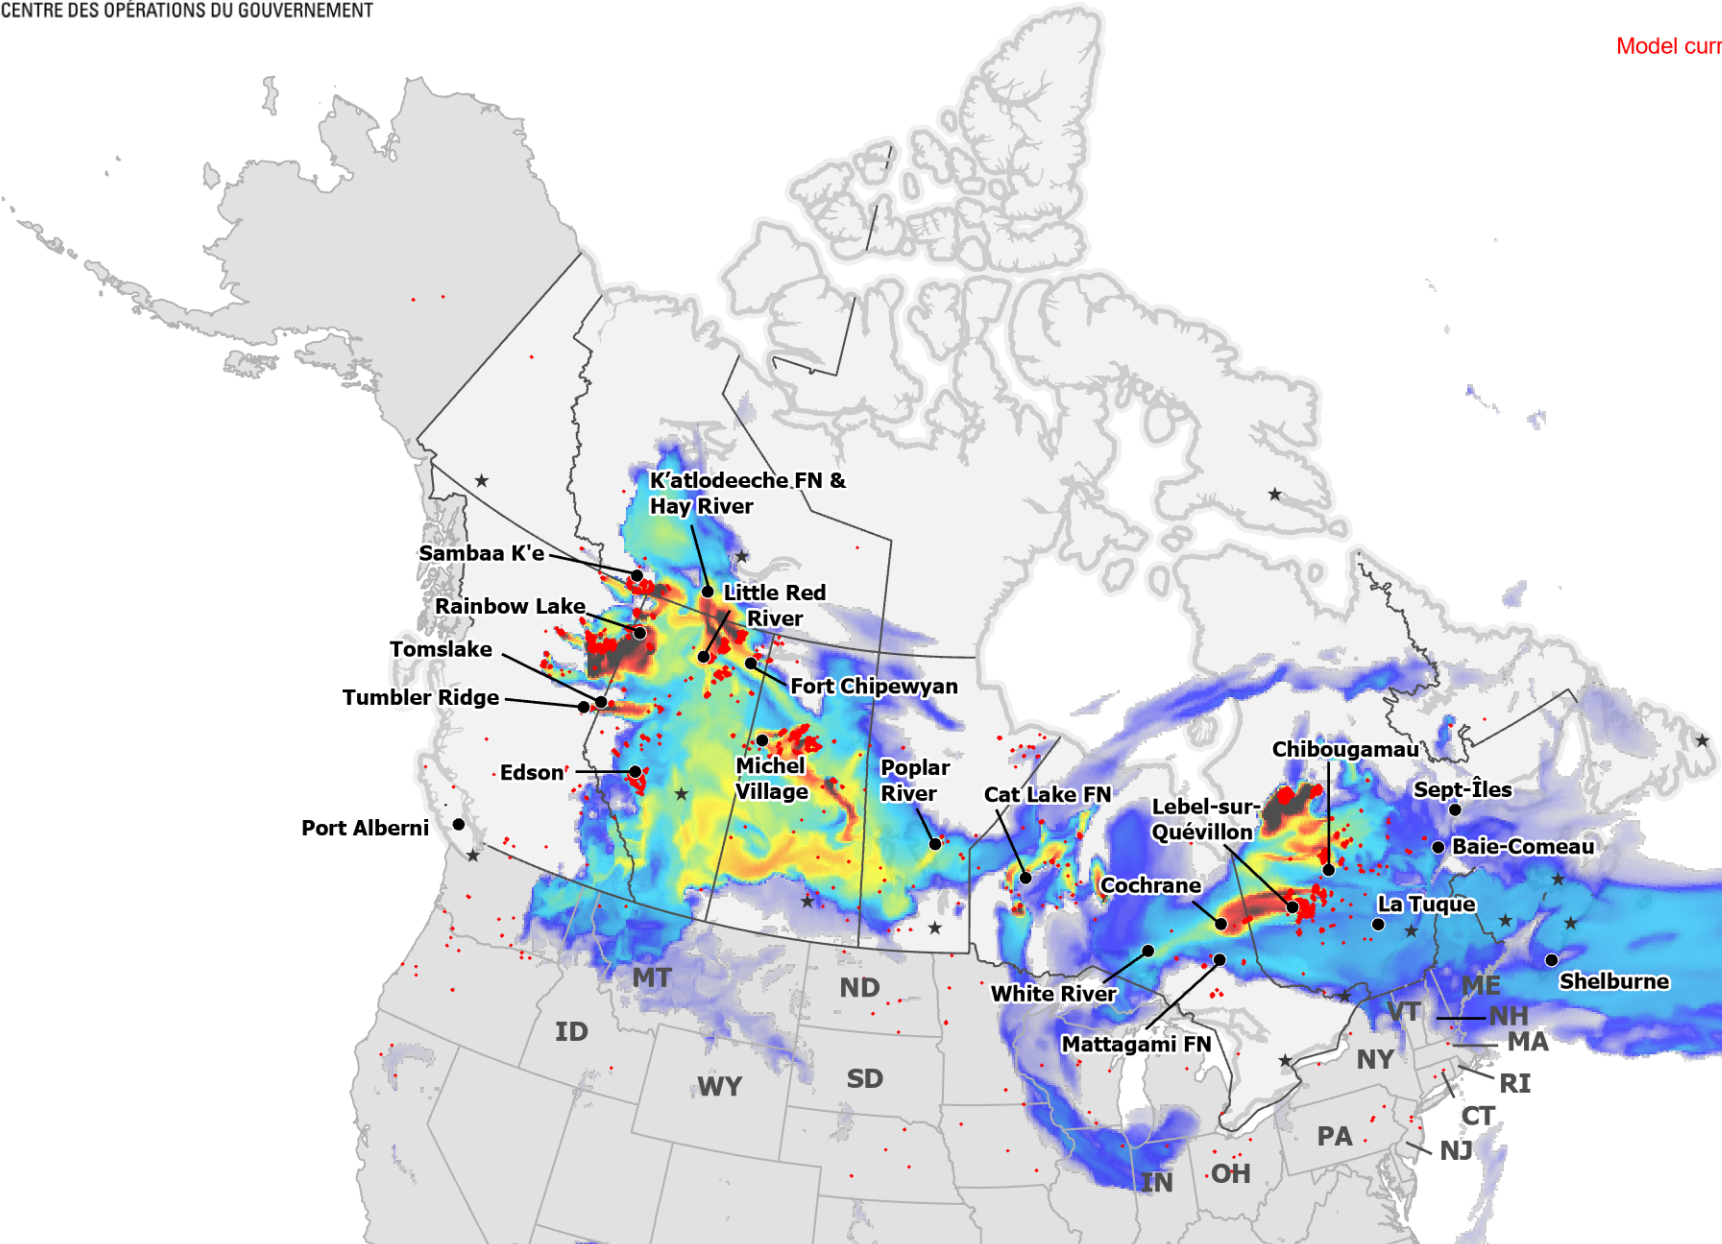 CENTRE DES OPÉRATIONS DU GOUVERNEMENT
Model curr
K'atlodeeche FN &
Hay River
Sambaa K'e
Little Red
River
Rainbow Lake
Tomslake
Fort Chipewyan
Tumbler Ridge
Chibougamau
Edson
Michel
Village
Poplar
River
Cat Lake FN
Sept-Îles
Lebel-sur-
Quévillon
Port Alberni
Baie-Comeau
Cochrane
La Tuque
MT
ND
White River
ME
Shelburne
VT
NH
ID
Mattagami FN
MA
NY
WY
SD
RI
CT
PA
NJ
IN
OH